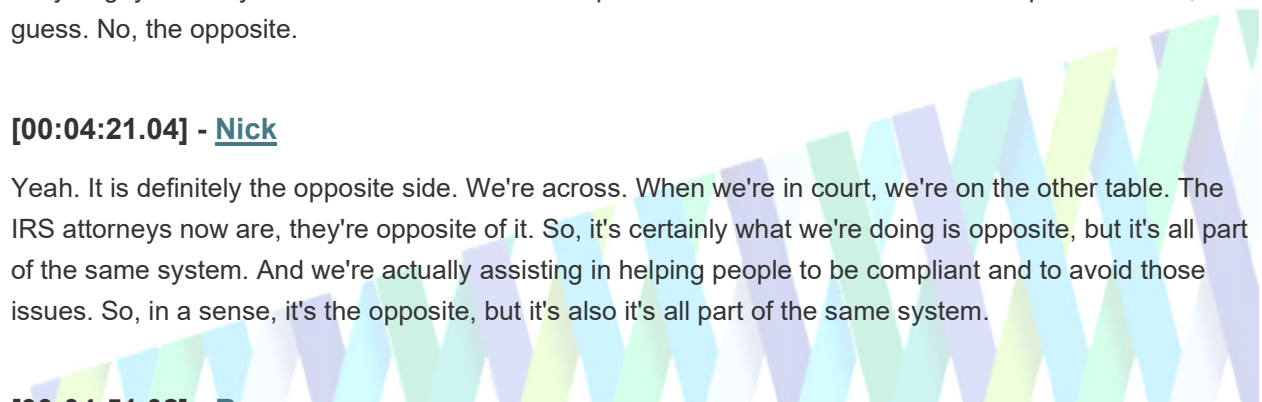 guess. No, the opposite.
[00:04:21.04] - Nick
Yeah. It is definitely the opposite side. We're across. When we're in court, we're on the other table. The
IRS attorneys now are, they're opposite of it. So, it's certainly what we're doing is opposite, but it's all part
of the same system. And we're actually assisting in helping people to be compliant and to avoid those
issues. So, in a sense, it's the opposite, but it's also it's all part of the same system.